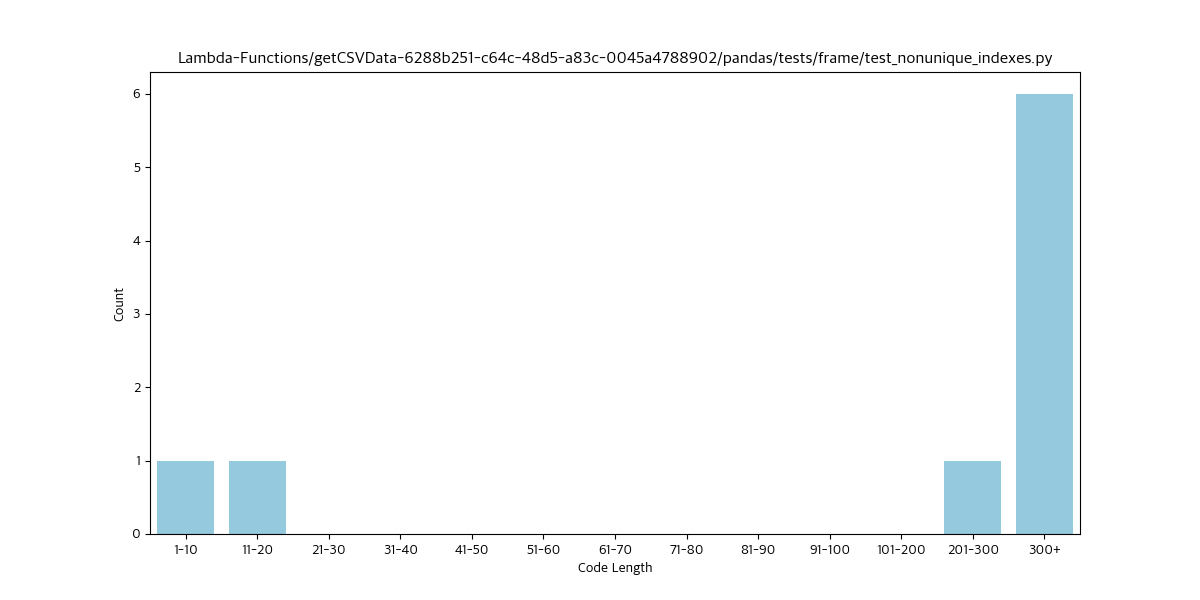 Lambda-Functions/getCSVData-6288b251-c64c-48d5-a83c-0045a4788902/pandas/tests/frame/test_nonunique_indexes.py
6
5
4
3
2
1
0
Count
1-10 11-20 21-30 31-40 41-50 51-60 61-70 71-80 81-90 91-100 101-200 201-300 300+
Code Length